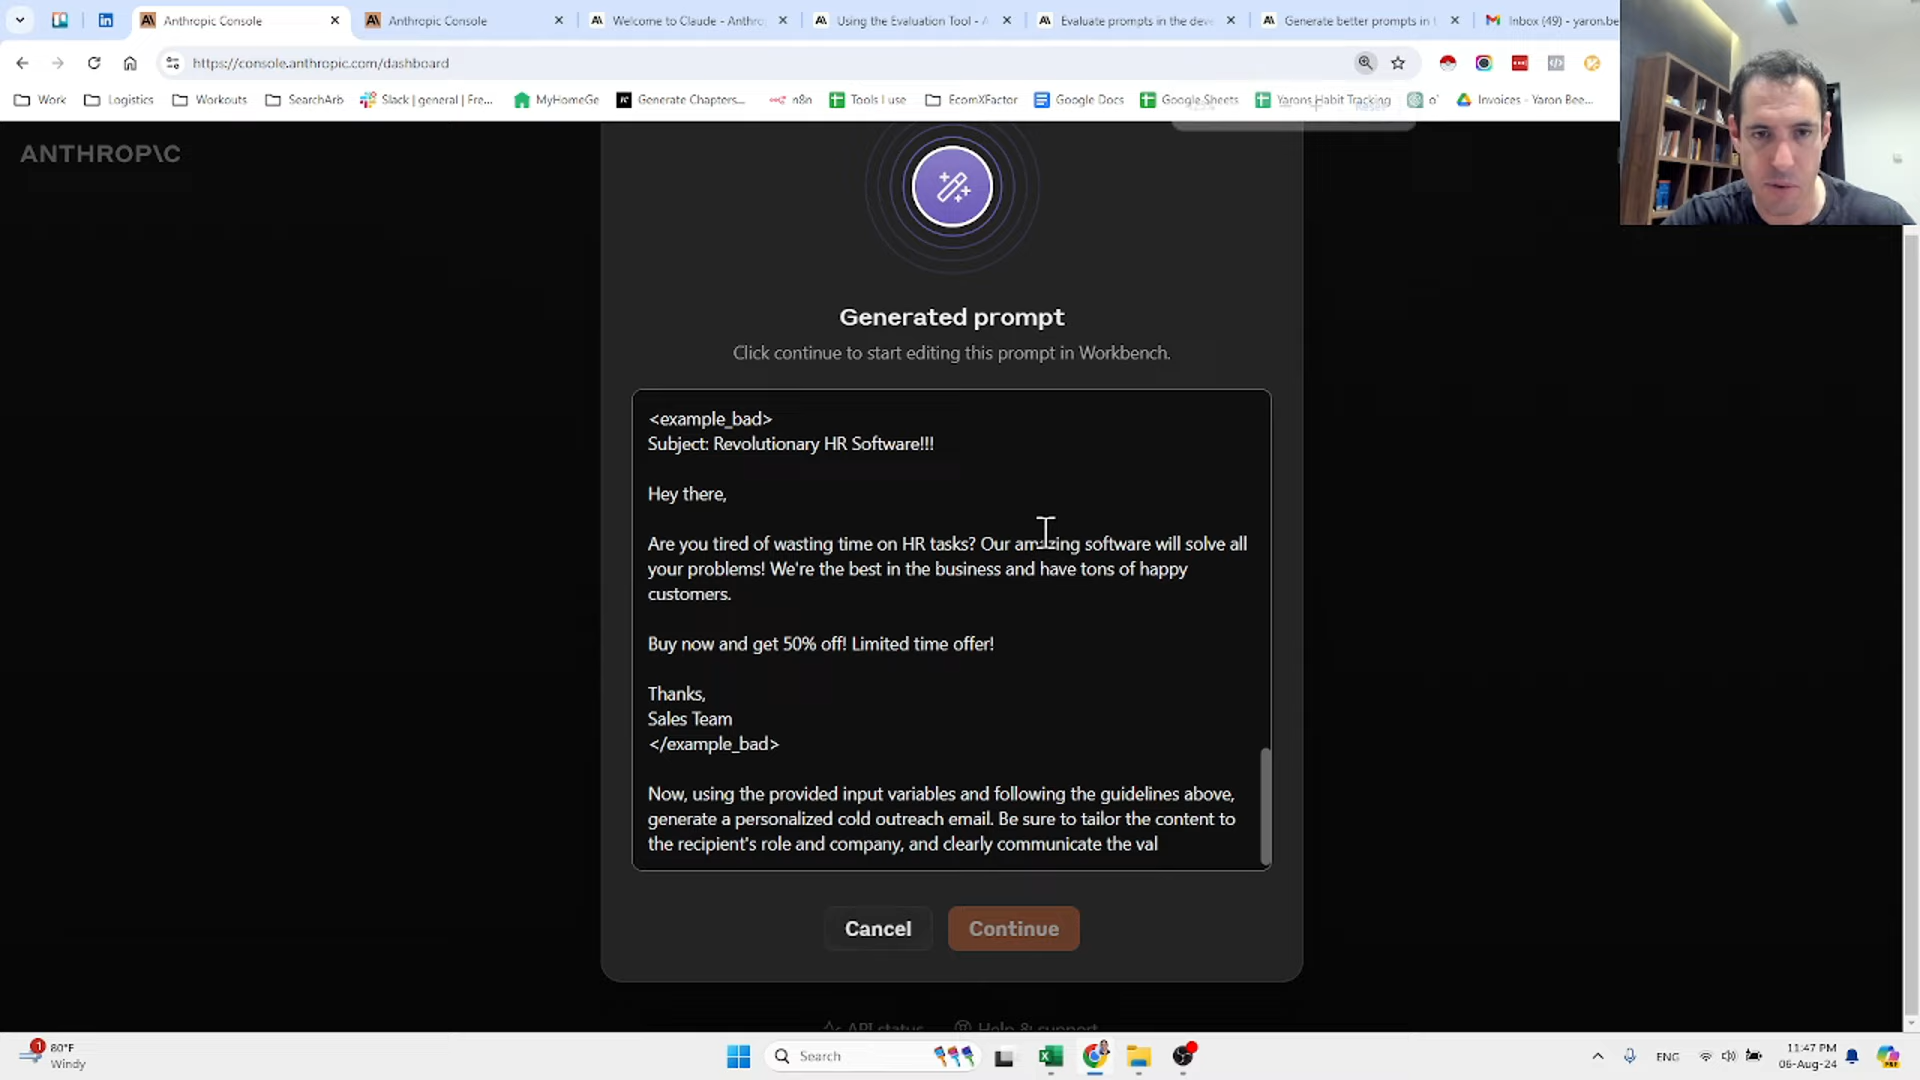 Anthropic Console
Anthropic Console
Welcome to Claude - Anthro
Using the Evaluation Tool - A
Evaluate prompts in the deve
Generate better prompts in t
Inbox (49) - yaron.be
https://console.anthropic.com/dashboard
Work
Logistics
Workouts
SearchArb
Slack | general | Fre...
MyHomeGe
Generate Chapters...
n8n
Tools I use
EcomXFactor
Google Docs
Google Sheets
Yarons Habit Tracking
o'
Invoices - Yaron Bee...
ANTHROP\C
Generated prompt
Click continue to start editing this prompt in Workbench.
<example_bad>
Subject: Revolutionary HR Software!!!
Hey there,
Are you tired of wasting time on HR tasks? Our amazing software will solve all
your problems! We're the best in the business and have tons of happy
customers.
Buy now and get 50% off! Limited time offer!
Thanks,
Sales Team
</example_bad>
Now, using the provided input variables and following the guidelines above,
generate a personalized cold outreach email. Be sure to tailor the content to
the recipient's role and company, and clearly communicate the val
Cancel
Continue
API status
Help & support
1
80°F
Windy
Search
ENG
11:47 PM
06-Aug-24